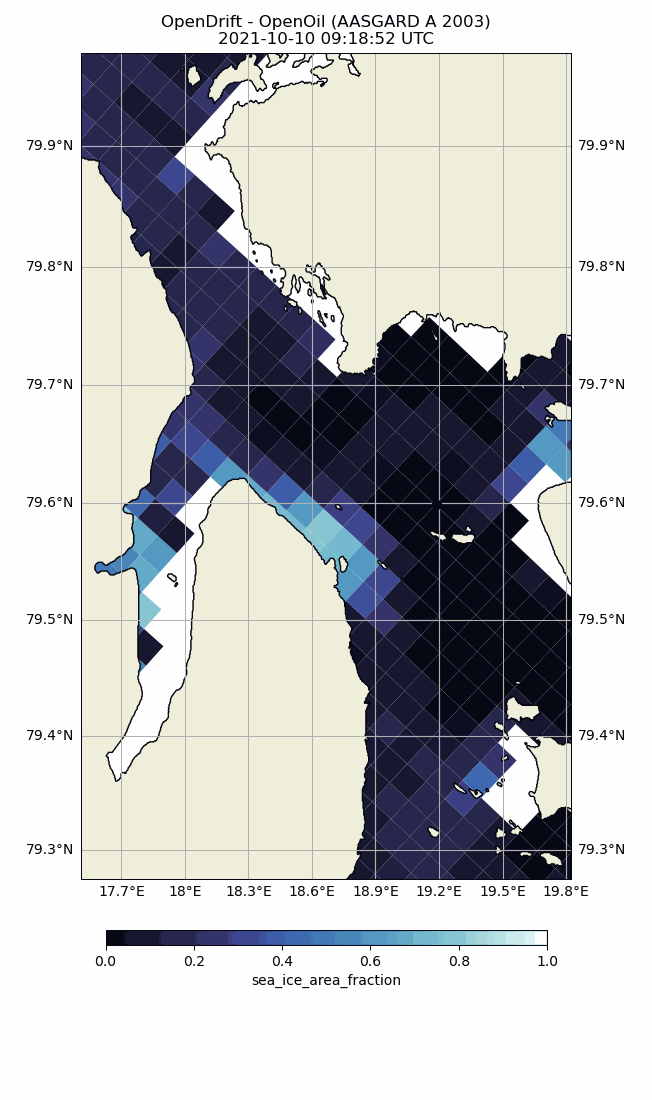 OpenDrift - OpenOil (AASGARD A 2003)
2021-10-10 09:18:52 UTC
79.9°N 79.9°N
79.8°N 79.8°N
79.7°N 79.7°N
79.6°N 79.6°N
79.5°N 79.5°N
79.4°N 79.4°N
79.3°N 79.3°N
17.7°E 18°E 18.3°E 18.6°E 18.9°E 19.2°E 19.5°E 19.8°E
0.0 0.2 0.4 0.6 0.8 1.0
sea_ice_area_fraction